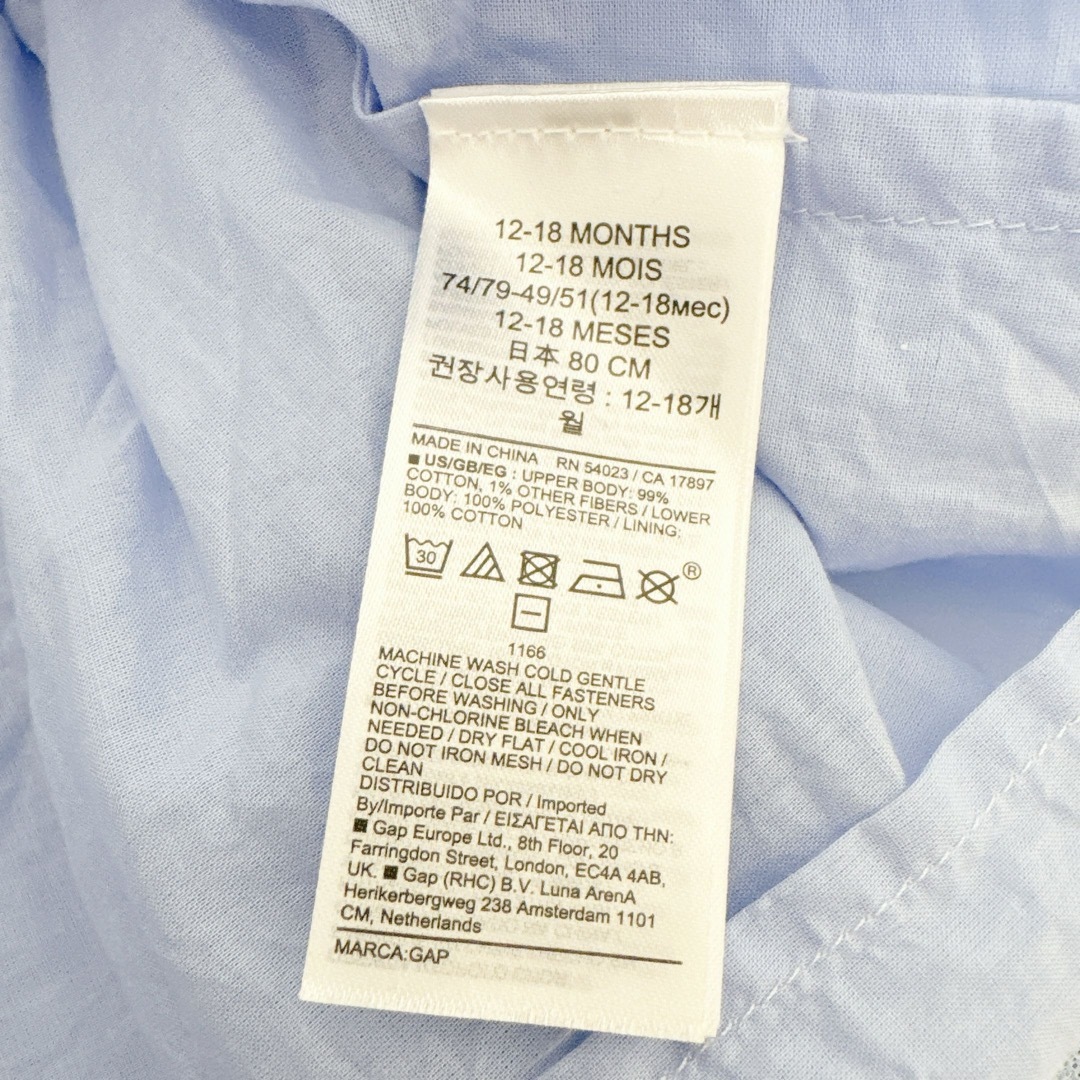 12-18 MONTHS
12-18 MOIS
74/79-49/51(12-18мес)
12-18 MESES
日本 80 CM
권장사용연령 : 12-18개
월
MADE IN CHINA RN 54023 / CA 17897
■ US/GB/EG : UPPER BODY: 99%
COTTON, 1% OTHER FIBERS / LOWER
BODY: 100% POLYESTER / LINING:
100% COTTON
30
®
1166
MACHINE WASH COLD GENTLE
CYCLE / CLOSE ALL FASTENERS
BEFORE WASHING / ONLY
NON-CHLORINE BLEACH WHEN
NEEDED / DRY FLAT / COOL IRON /
DO NOT IRON MESH / DO NOT DRY
CLEAN
DISTRIBUIDO POR / Imported
By/Importe Par / ΕΙΣΑΓΕΤΑΙ ΑΠΟ ΤΗΝ:
■ Gap Europe Ltd., 8th Floor, 20
Farringdon Street, London, EC4A 4AB,
UK. ■ Gap (RHC) B.V. Luna ArenA
Herikerbergweg 238 Amsterdam 1101
CM, Netherlands
MARCA:GAP